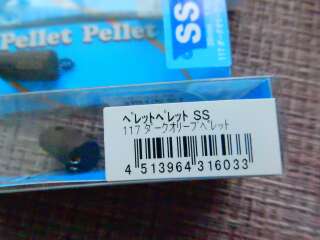 Pellet Pellet
SS
ペレットペレット SS
117 ダークオリーブペレット
4 513964 316033